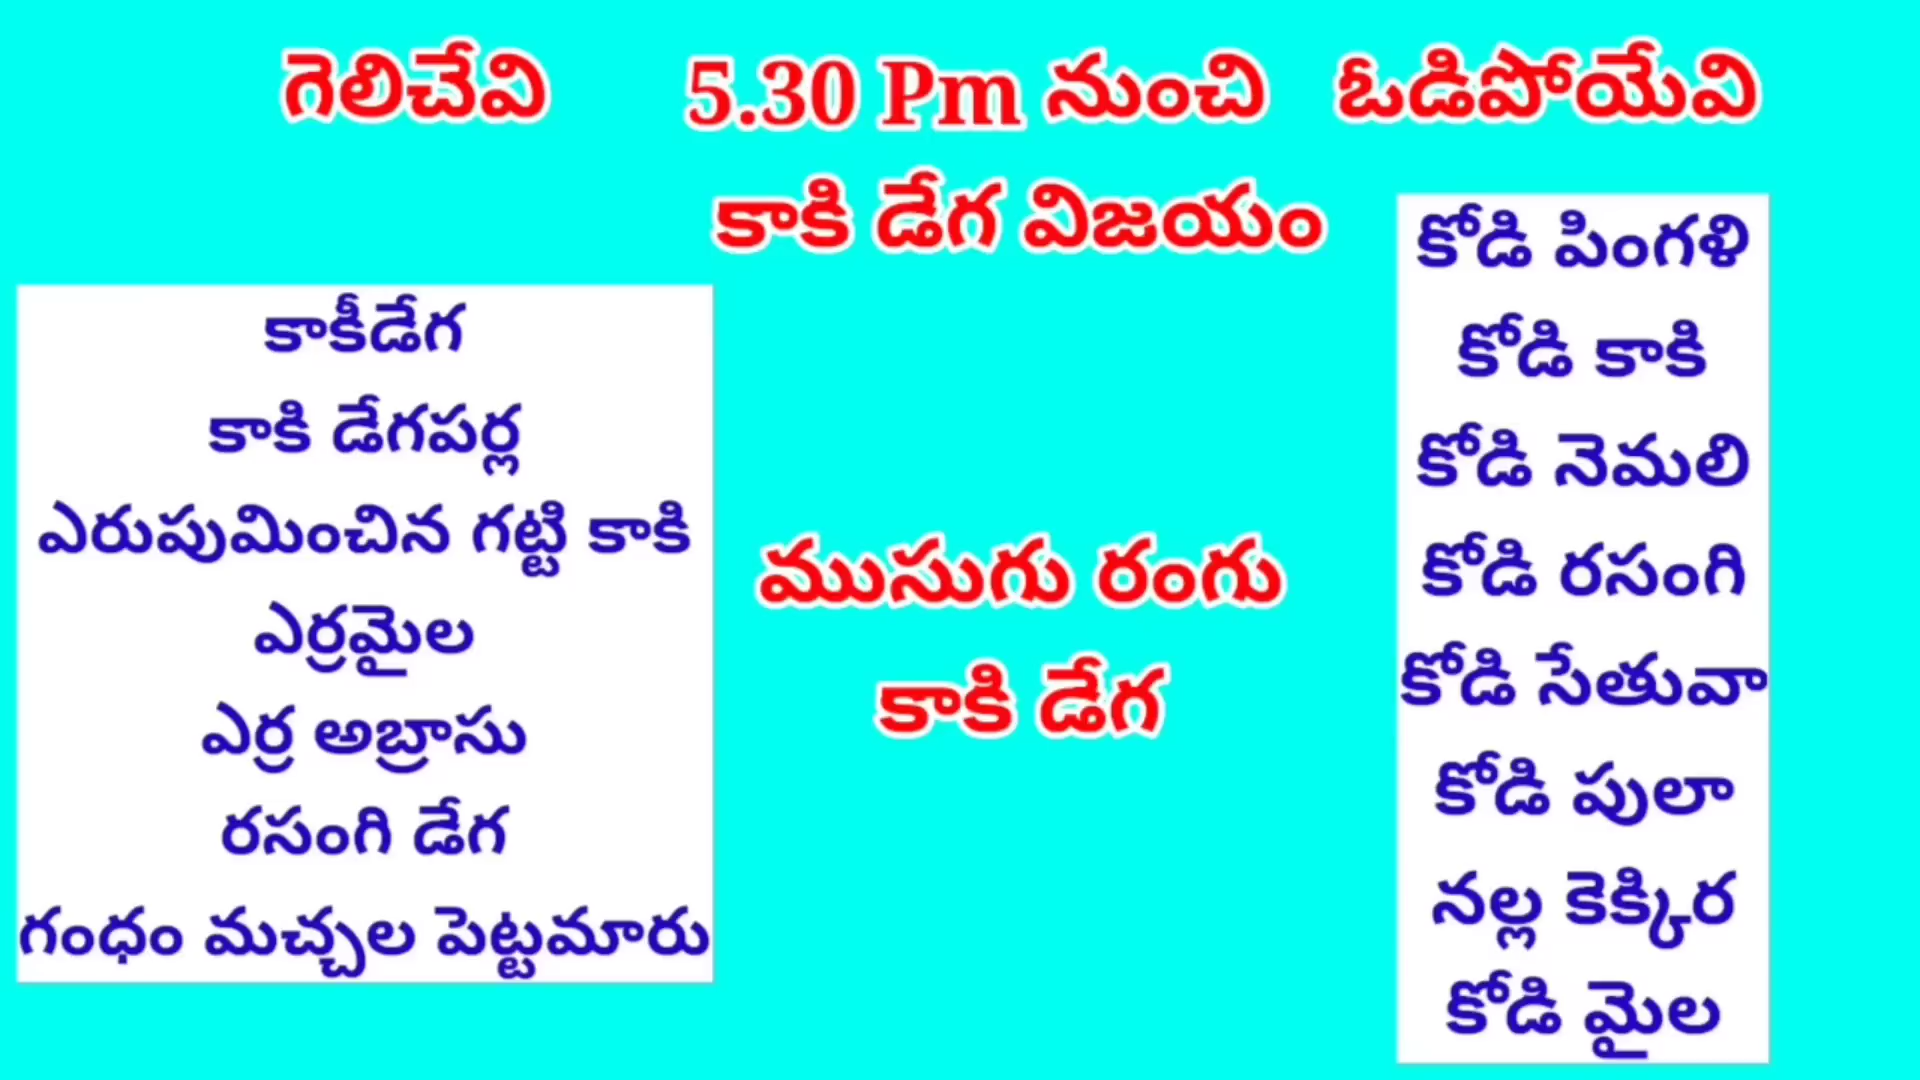 గెలిచేవి
5.30 Pm నుంచి
కాకి డేగ విజయం
ఓడిపోయేవి
కాకీడేగ
కాకి డేగపర్ల
ఎరుపుమించిన గట్టి కాకి
ఎర్రమైల
ఎర్ర అబ్రాసు
రసంగి డేగ
గంధం మచ్చల పెట్టమారు
ముసుగు రంగు
కాకి డేగ
కోడి పింగళి
కోడి కాకి
కోడి నెమలి
కోడి రసంగి
కోడి సేతువా
కోడి పులా
నల్ల కెక్కిర
కోడి మైల